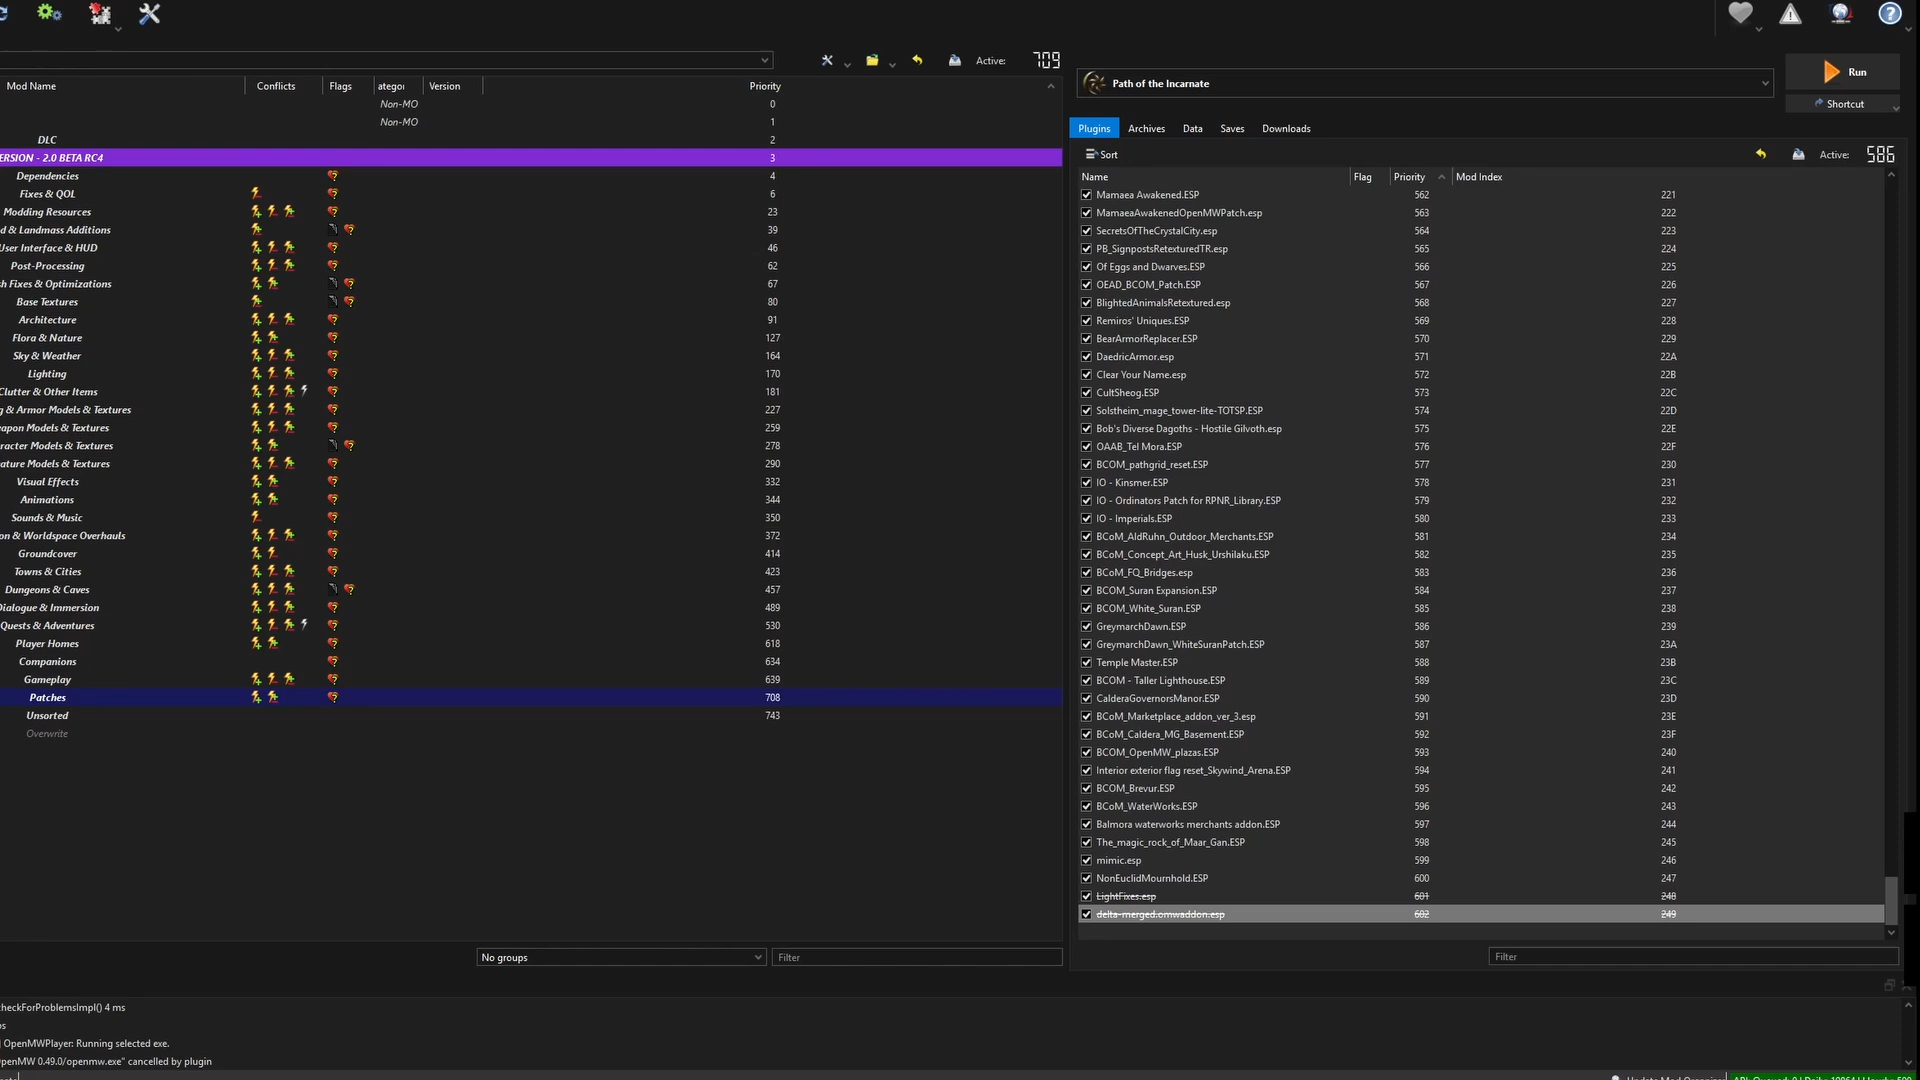 Active: 709
Mod Name Conflicts Flags ategoı Version Priority
Non-MO 0
Non-MO 1
DLC 2
ERSION - 2.0 BETA RC4 3
Dependencies 4
Fixes & QOL 6
Modding Resources 23
d & Landmass Additions 39
User Interface & HUD 46
Post-Processing 62
sh Fixes & Optimizations 67
Base Textures 80
Architecture 91
Flora & Nature 127
Sky & Weather 164
Lighting 170
Clutter & Other Items 181
g & Armor Models & Textures 227
eapon Models & Textures 259
racter Models & Textures 278
eature Models & Textures 290
Visual Effects 332
Animations 344
Sounds & Music 350
on & Worldspace Overhauls 372
Groundcover 414
Towns & Cities 423
Dungeons & Caves 457
Dialogue & Immersion 489
Quests & Adventures 530
Player Homes 618
Companions 634
Gameplay 639
Patches 708
Unsorted 743
Overwrite
No groups Filter
Path of the Incarnate
Run
Shortcut
Plugins Archives Data Saves Downloads
Sort Active: 586
Name Flag Priority Mod Index
Mamaea Awakened.ESP 562 221
MamaeaAwakenedOpenMWPatch.esp 563 222
SecretsOfTheCrystalCity.esp 564 223
PB_SignpostsRetexturedTR.esp 565 224
Of Eggs and Dwarves.ESP 566 225
OEAD_BCOM_Patch.ESP 567 226
BlightedAnimalsRetextured.esp 568 227
Remiros' Uniques.ESP 569 228
BearArmorReplacer.ESP 570 229
DaedricArmor.esp 571 22A
Clear Your Name.esp 572 22B
CultSheog.ESP 573 22C
Solstheim_mage_tower-lite-TOTSP.ESP 574 22D
Bob's Diverse Dagoths - Hostile Gilvoth.esp 575 22E
OAAB_Tel Mora.ESP 576 22F
BCOM_pathgrid_reset.ESP 577 230
IO - Kinsmer.ESP 578 231
IO - Ordinators Patch for RPNR_Library.ESP 579 232
IO - Imperials.ESP 580 233
BCoM_AldRuhn_Outdoor_Merchants.ESP 581 234
BCoM_Concept_Art_Husk_Urshilaku.ESP 582 235
BCoM_FQ_Bridges.esp 583 236
BCOM_Suran Expansion.ESP 584 237
BCOM_White_Suran.ESP 585 238
GreymarchDawn.ESP 586 239
GreymarchDawn_WhiteSuranPatch.ESP 587 23A
Temple Master.ESP 588 23B
BCOM - Taller Lighthouse.ESP 589 23C
CalderaGovernorsManor.ESP 590 23D
BCoM_Marketplace_addon_ver_3.esp 591 23E
BCoM_Caldera_MG_Basement.ESP 592 23F
BCOM_OpenMW_plazas.ESP 593 240
Interior exterior flag reset_Skywind_Arena.ESP 594 241
BCOM_Brevur.ESP 595 242
BCoM_WaterWorks.ESP 596 243
Balmora waterworks merchants addon.ESP 597 244
The_magic_rock_of_Maar_Gan.ESP 598 245
mimic.esp 599 246
NonEuclidMournhold.ESP 600 247
LightFixes.esp 601 248
delta-merged.omwaddon.esp 602 249
Filter
checkForProblemsImpl() 4 ms
os
] OpenMWPlayer: Running selected exe.
OpenMW 0.49.0/openmw.exe" cancelled by plugin